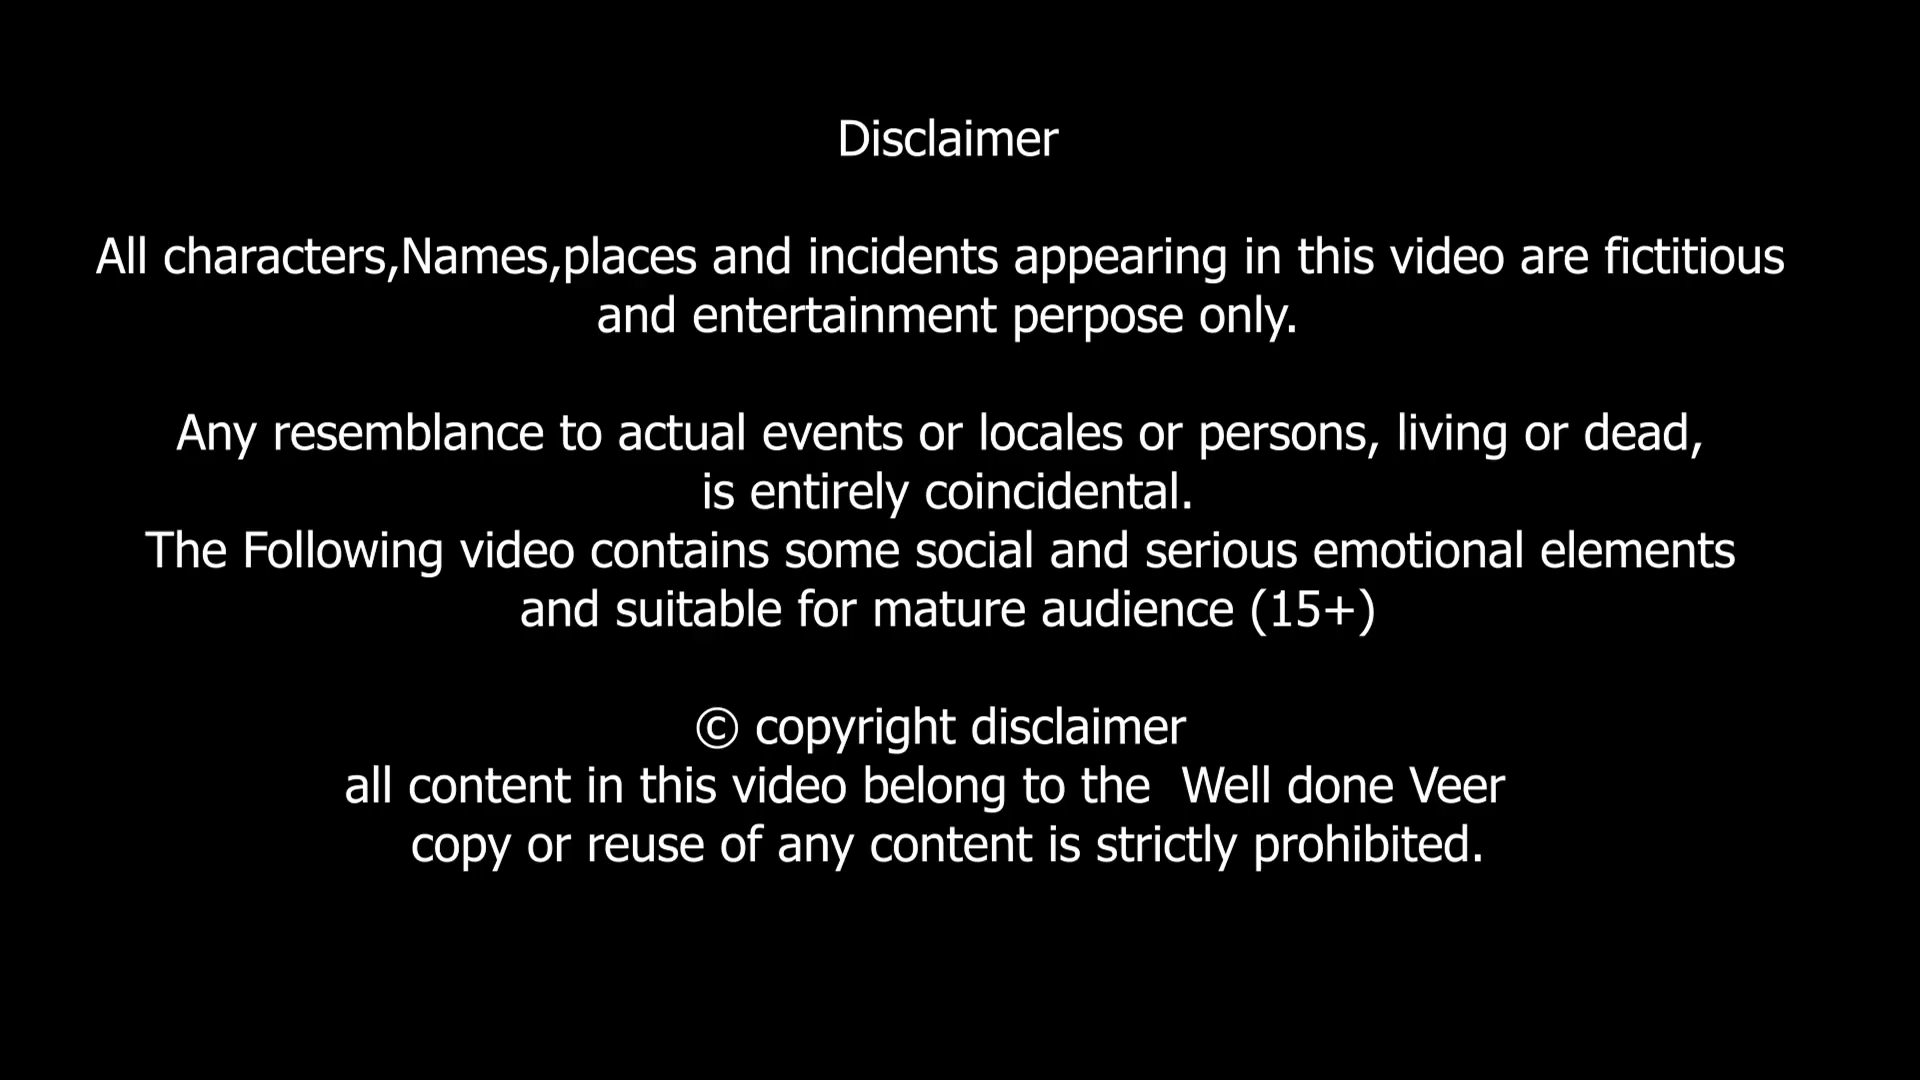 Disclaimer
All characters,Names,places and incidents appearing in this video are fictitious
and entertainment perpose only.
Any resemblance to actual events or locales or persons, living or dead,
is entirely coincidental.
The Following video contains some social and serious emotional elements
and suitable for mature audience (15+)
© copyright disclaimer
all content in this video belong to the  Well done Veer
copy or reuse of any content is strictly prohibited.